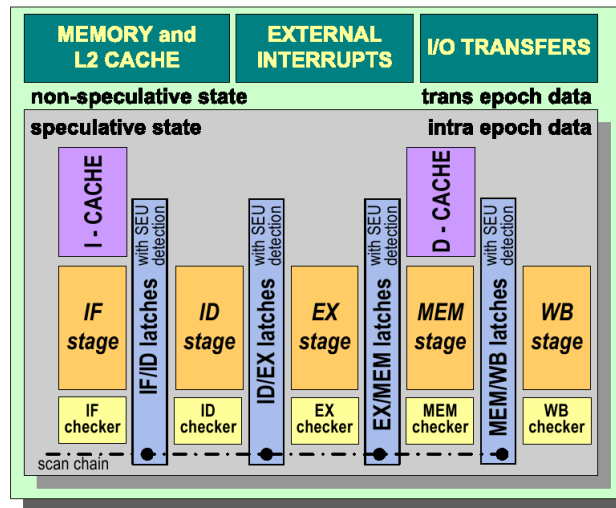 MEMORY and
L2 CACHE
EXTERNAL
INTERRUPTS
I/O TRANSFERS
non-speculative state
trans epoch data
speculative state
intra epoch data
I - CACHE
D - CACHE
IF/ID latches
with SEU
detection
ID/EX latches
with SEU
detection
EX/MEM latches
with SEU
detection
MEM/WB latches
with SEU
detection
IF
stage
ID
stage
EX
stage
MEM
stage
WB
stage
IF
checker
ID
checker
EX
checker
MEM
checker
WB
checker
scan chain